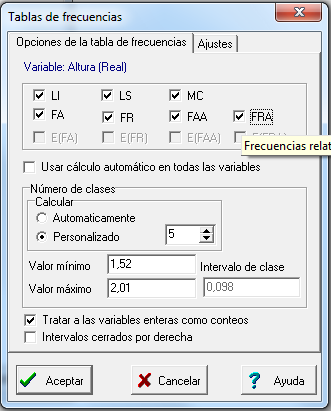 Tablas de frecuencias
Opciones de la tabla de frecuencias Ajustes
Variable: Altura (Real)
LI LS MC
FA FR FAA FRA
E(FA) E(FR) E(FAA)
Frecuencias relat
Usar cálculo automático en todas las variables
Número de clases
Calcular
Automaticamente
Personalizado 5
Valor mínimo 1,52 Intervalo de clase
Valor máximo 2,01 0,098
Tratar a las variables enteras como conteos
Intervalos cerrados por derecha
Aceptar Cancelar ? Ayuda